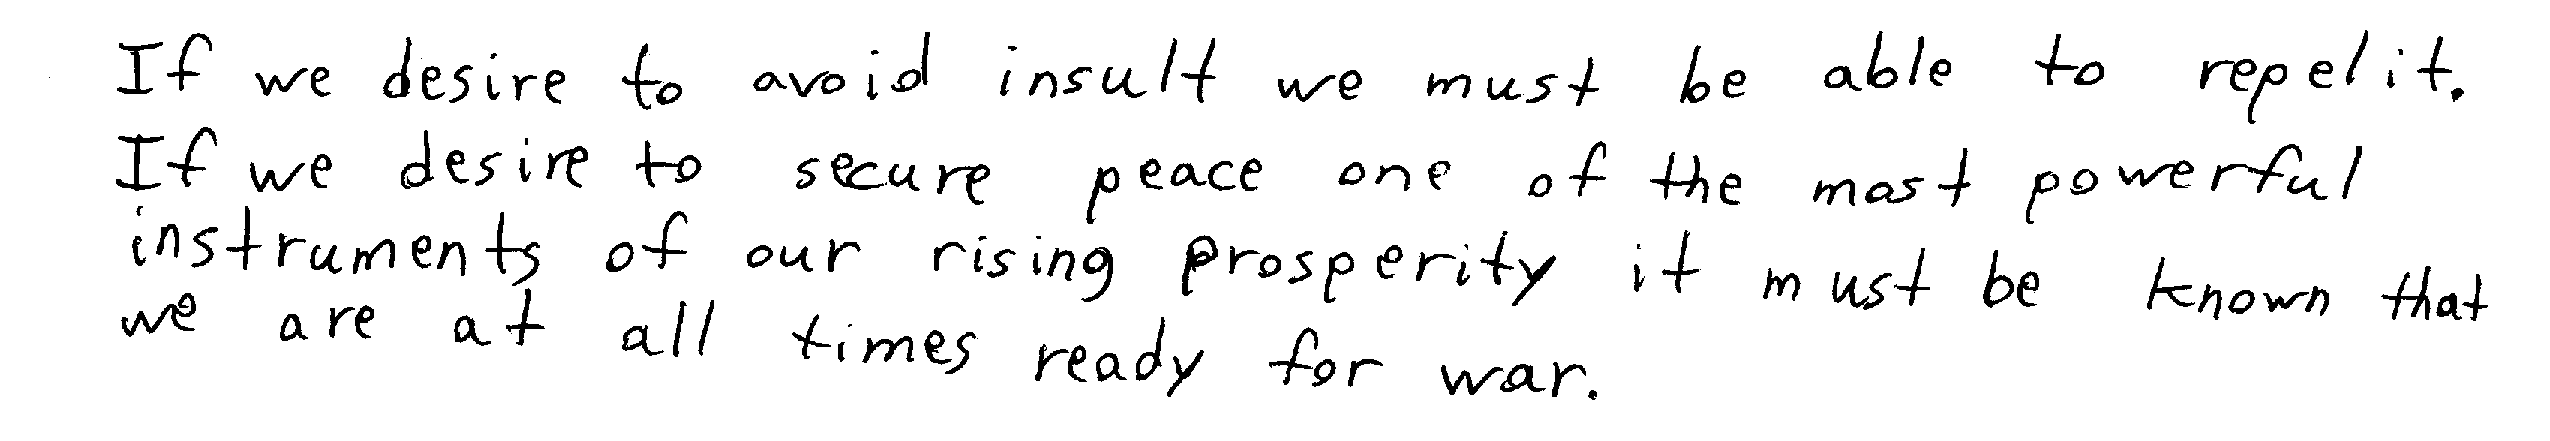 If we desire to avoid insult we must be able to repel it.
If we desire to secure peace one of the most powerful
instruments of our rising prosperity it must be known that
we are at all times ready for war.